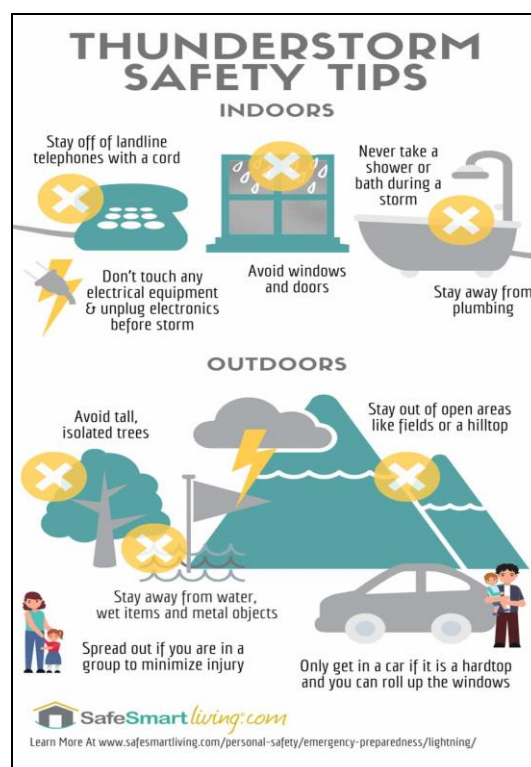 THUNDERSTORM
SAFETY TIPS
INDOORS
Stay off of landline
telephones with a cord
Never take a
shower or
bath during a
storm
Don't touch any
electrical equipment
& unplug electronics
before storm
Avoid windows
and doors
Stay away from
plumbing
OUTDOORS
Avoid tall,
isolated trees
Stay out of open areas
like fields or a hilltop
Stay away from water,
wet items and metal objects
Spread out if you are in a
group to minimize injury
Only get in a car if it is a hardtop
and you can roll up the windows
SafeSmartliving.com
Learn More At www.safesmartliving.com/personal-safety/emergency-preparedness/lightning/